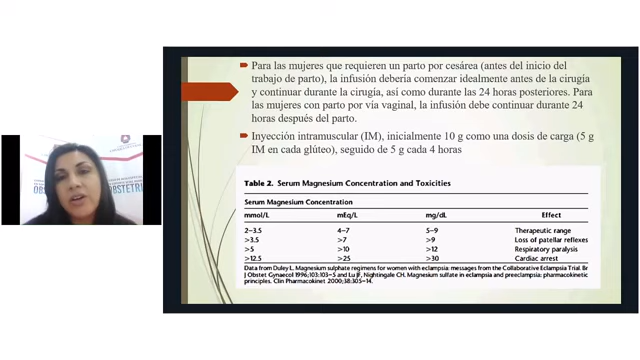 Para las mujeres que requieren un parto por cesárea (antes del inicio del
trabajo de parto), la infusión debería comenzar idealmente antes de la cirugía
y continuar durante la cirugía, así como durante las 24 horas posteriores. Para
las mujeres con parto por vía vaginal, la infusión debe continuar durante 24
horas después del parto.
Inyección intramuscular (IM), inicialmente 10 g como una dosis de carga (5 g
IM en cada glúteo), seguido de 5 g cada 4 horas
Table 2. Serum Magnesium Concentration and Toxicities
Serum Magnesium Concentration
mmol/L mEq/L mg/dL Effect
2–3.5 4–7 5–9 Therapeutic range
>3.5 >7 >9 Loss of patellar reflexes
>5 >10 >12 Respiratory paralysis
>12.5 >25 >30 Cardiac arrest
Data from Duley L. Magnesium sulphate regimens for women with eclampsia: messages from the Collaborative Eclampsia Trial. Br
J Obstet Gynaecol 1996;103:103–5 and Lu JF, Nightingale CH. Magnesium sulfate in eclampsia and preeclampsia: pharmacokinetic
principles. Clin Pharmacokinet 2000;38:305–14.
OBSTETRI